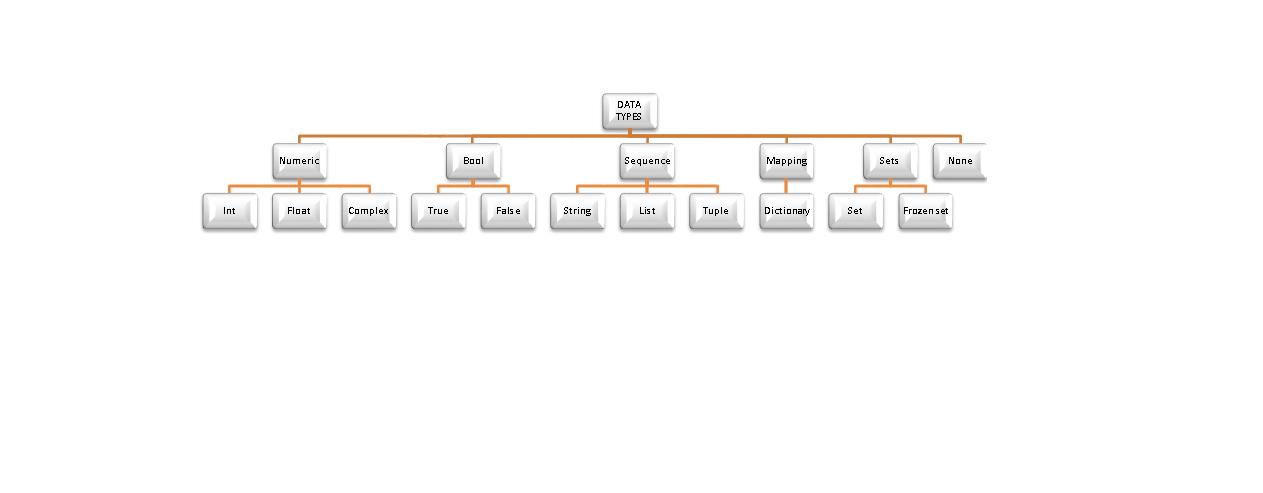 DATA
TYPES
Numeric
Bool
Sequence
Mapping
Sets
None
Int
Float
Complex
True
False
String
List
Tuple
Dictionary
Set
Frozen set